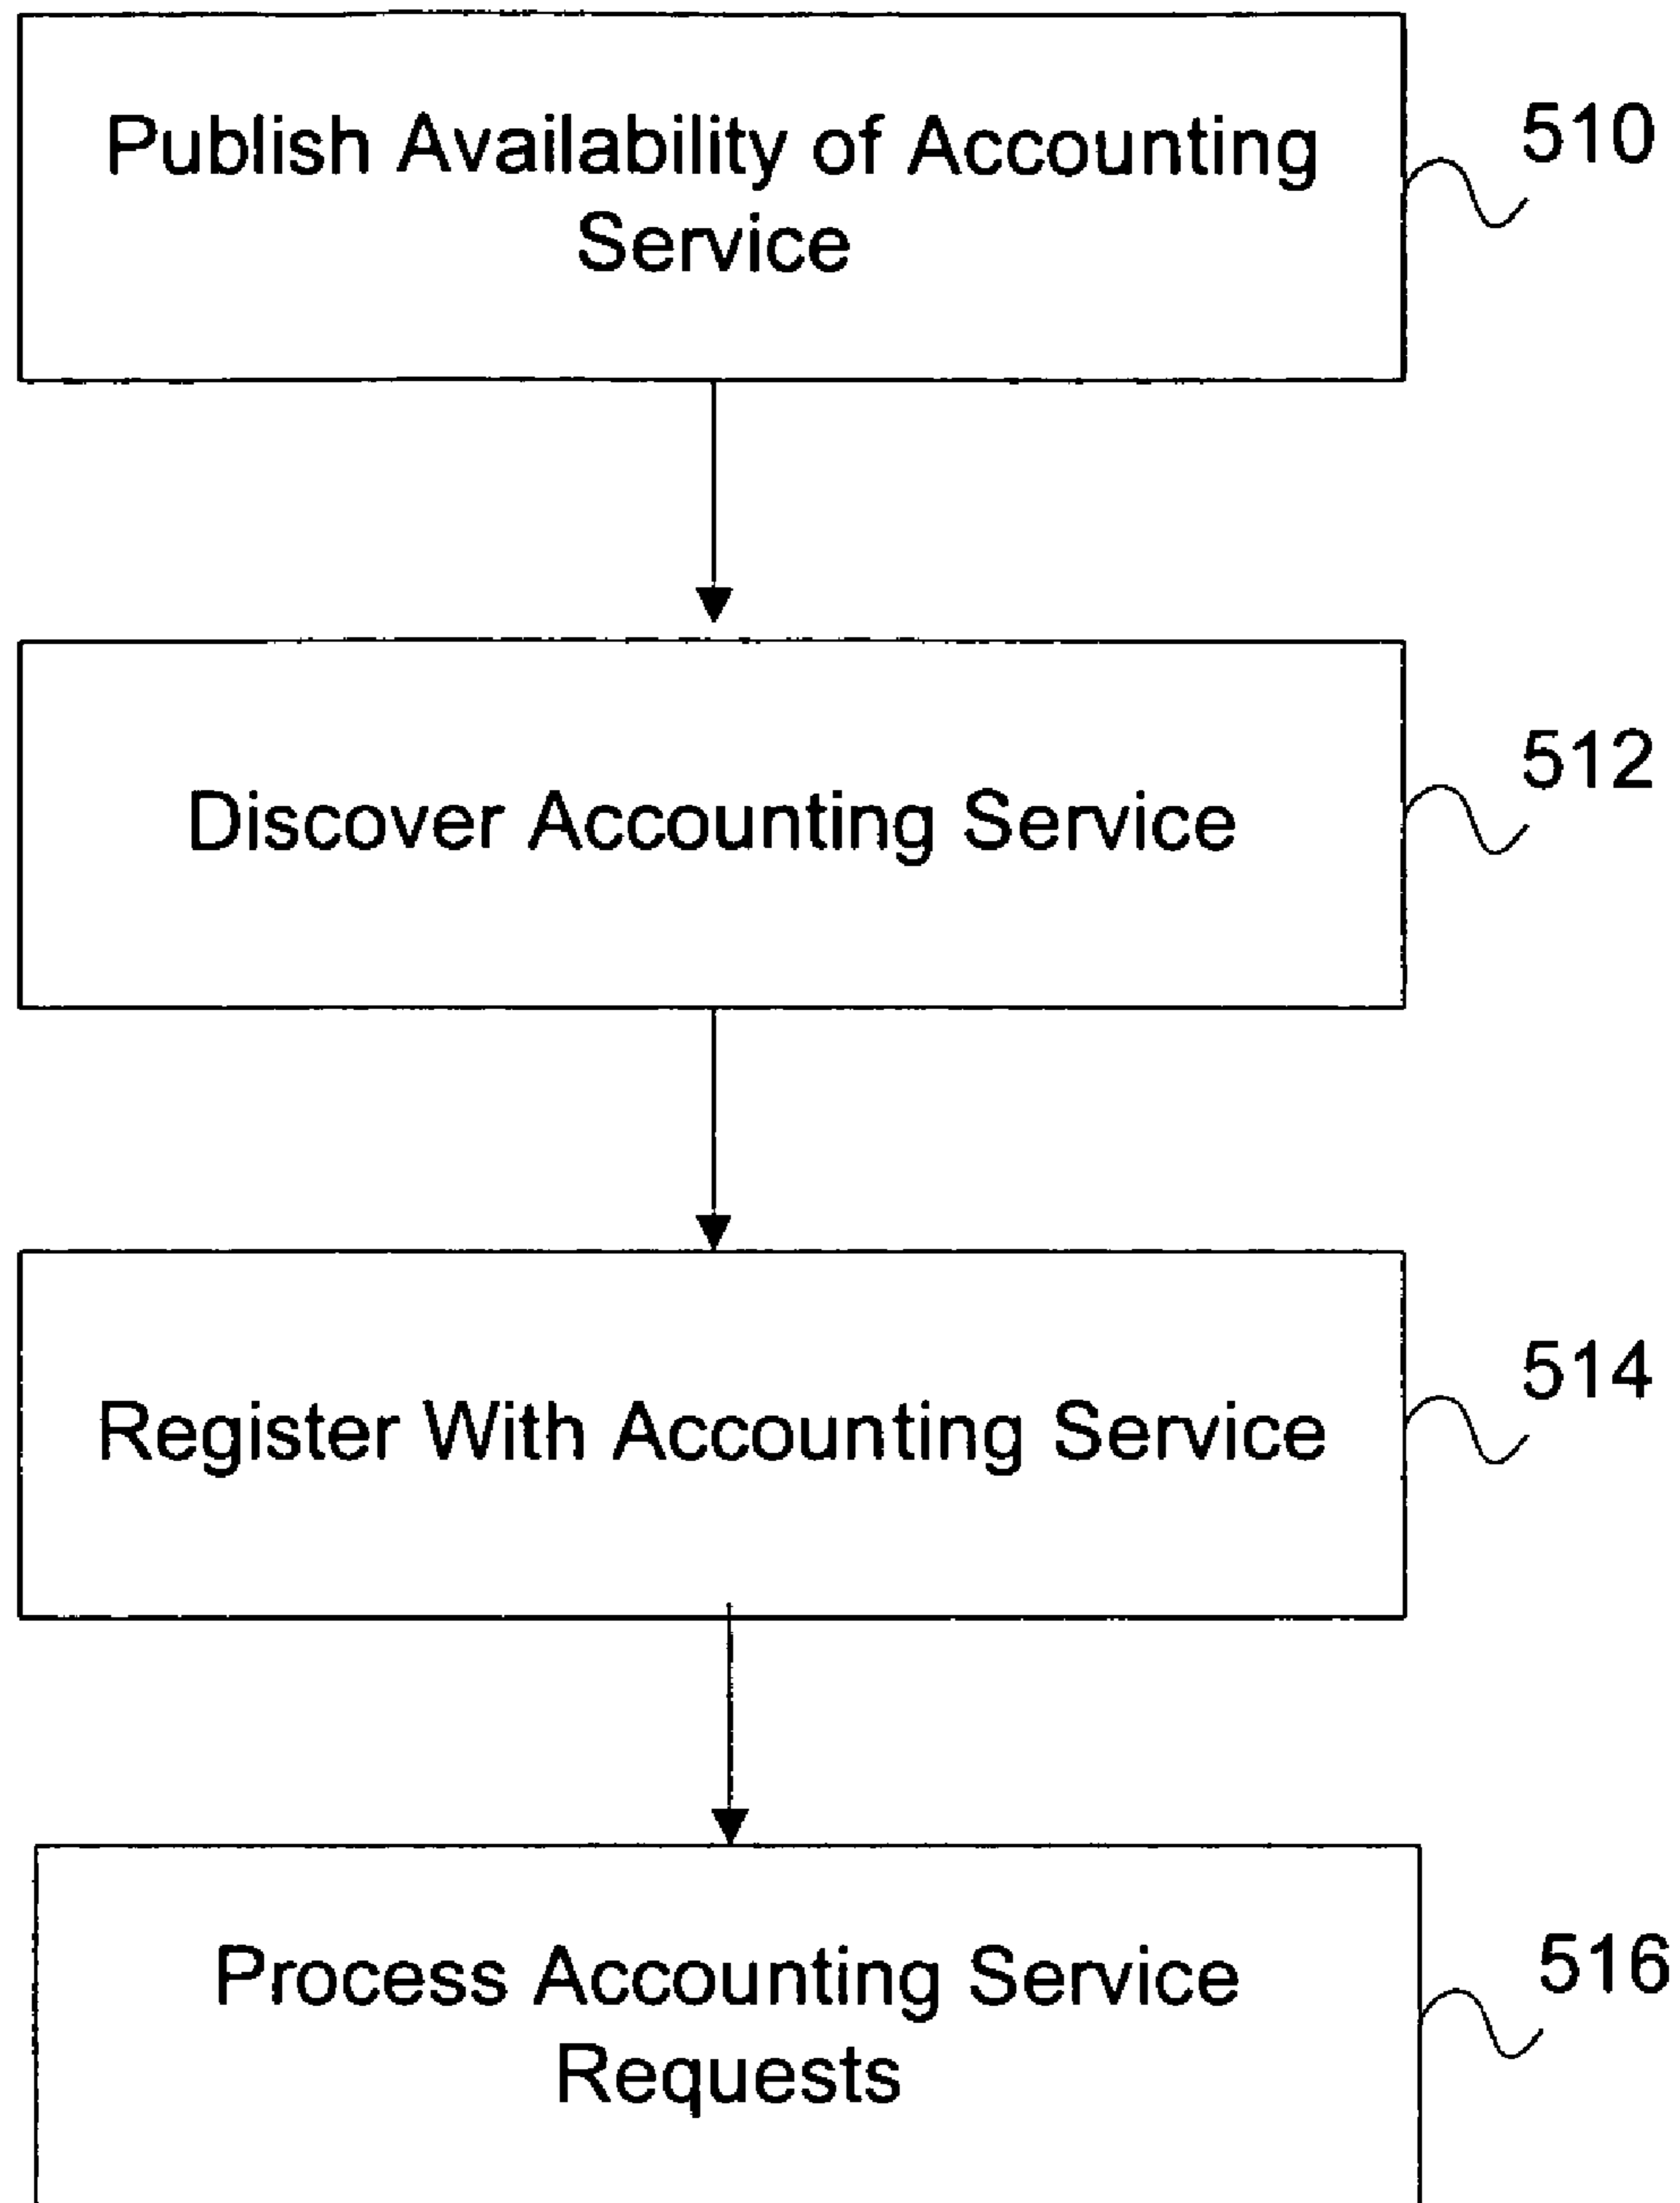 Publish Availability of Accounting
Service
510
Discover Accounting Service
512
Register With Accounting Service
514
Process Accounting Service
Requests
516